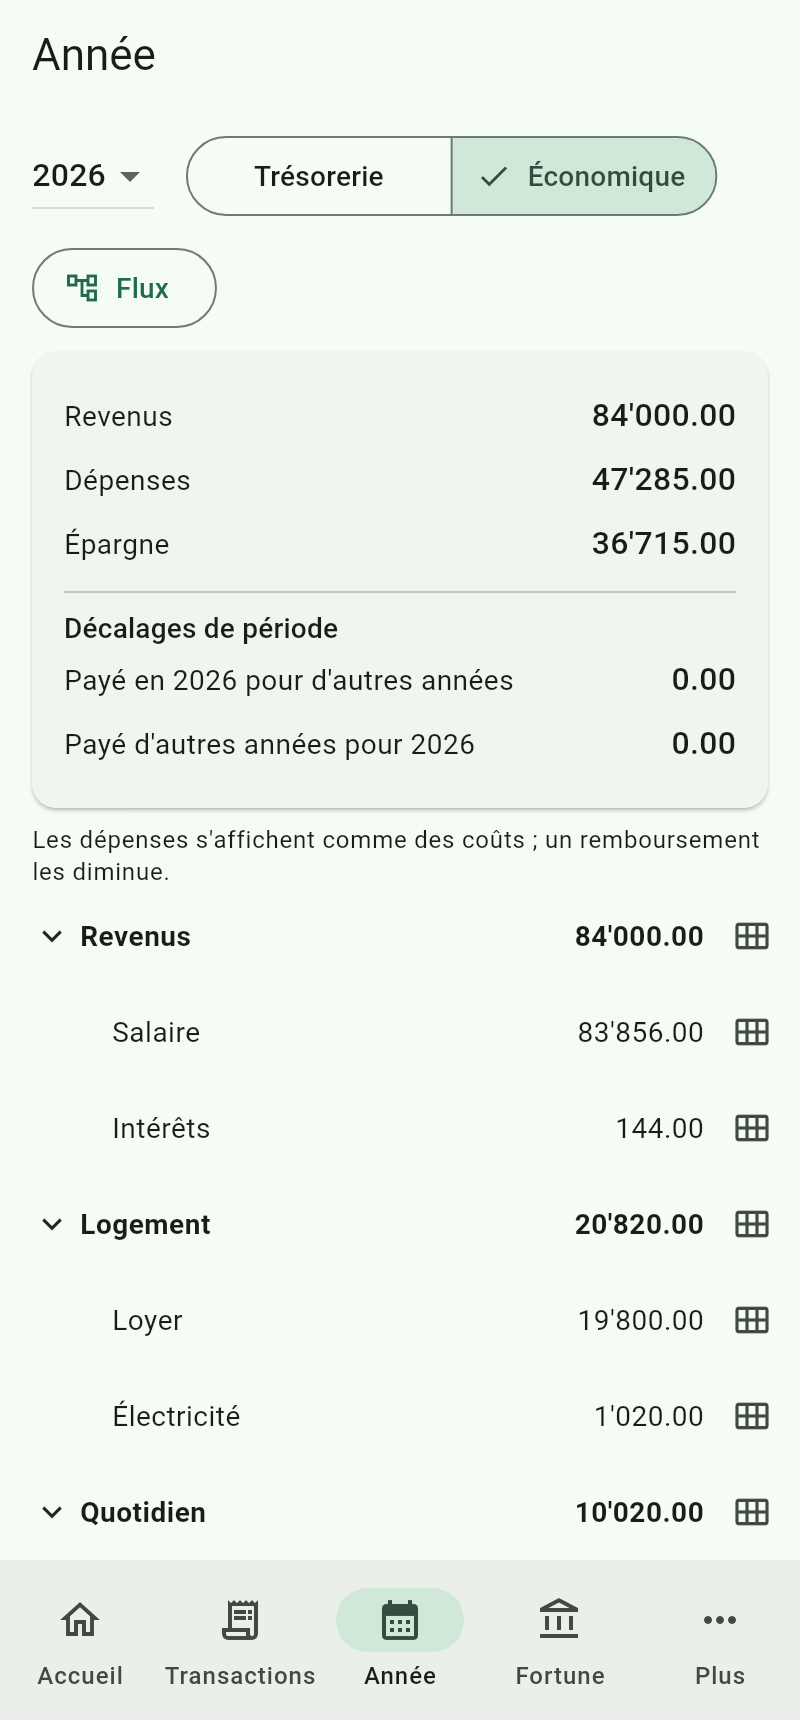 Année
2026
Trésorerie
Économique
Flux
Revenus 84'000.00
Dépenses 47'285.00
Épargne 36'715.00
Décalages de période
Payé en 2026 pour d'autres années 0.00
Payé d'autres années pour 2026 0.00
Les dépenses s'affichent comme des coûts ; un remboursement
les diminue.
Revenus 84'000.00
Salaire 83'856.00
Intérêts 144.00
Logement 20'820.00
Loyer 19'800.00
Électricité 1'020.00
Quotidien 10'020.00
Accueil Transactions Année Fortune Plus